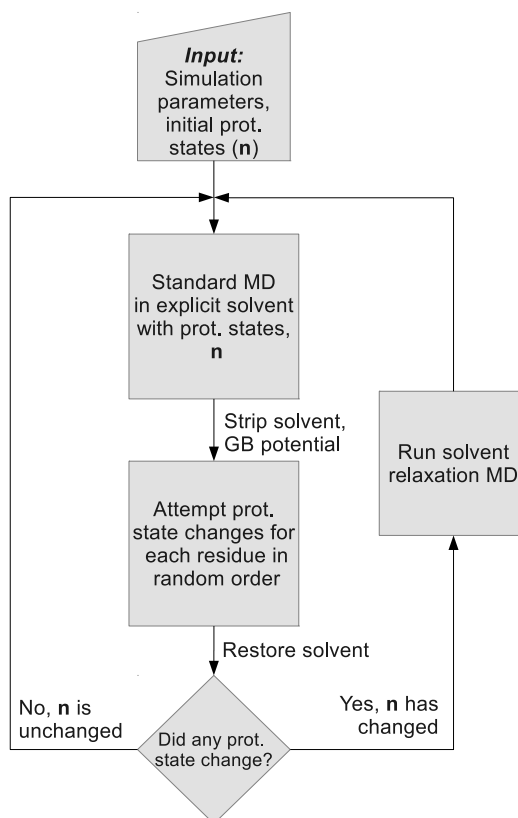 Input:
Simulation
parameters,
initial prot.
states (n)
Standard MD
in explicit solvent
with prot. states,
n
Strip solvent,
GB potential
Run solvent
relaxation MD
Attempt prot.
state changes for
each residue in
random order
Restore solvent
No, n is
unchanged
Yes, n has
changed
Did any prot.
state change?